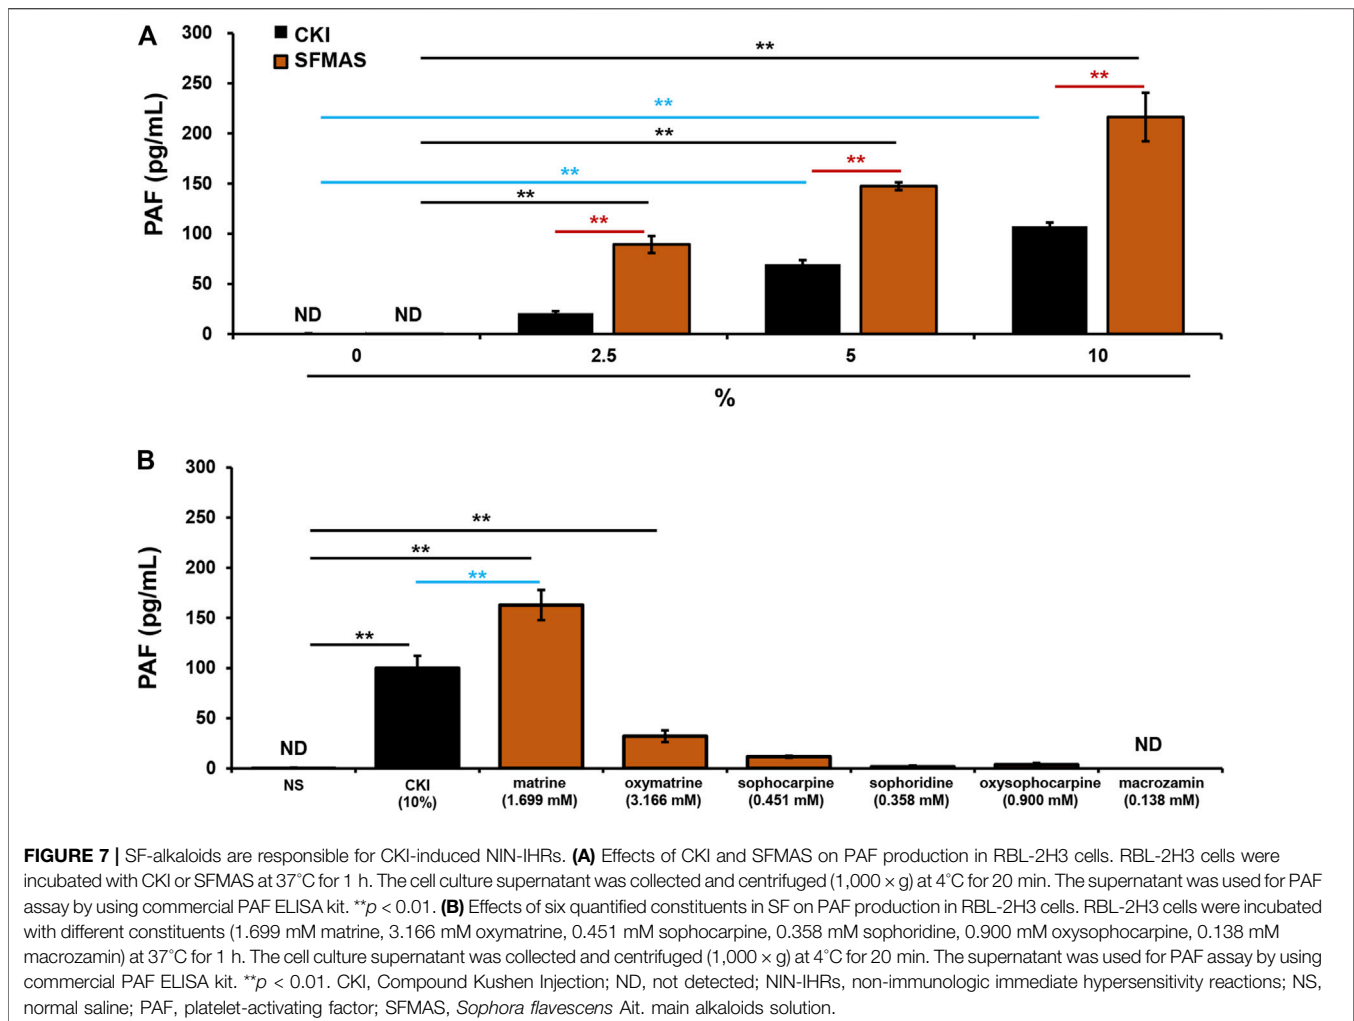 A
300
250
200
150
100
50
0
PAF (pg/mL)
CKI
SFMAS
**
**
**
**
**
**
**
**
ND
ND
0
2.5
5
10
%
B
300
250
200
150
100
50
0
PAF (pg/mL)
**
**
**
**
ND
ND
NS
CKI
(10%)
matrine
(1.699 mM)
oxymatrine
(3.166 mM)
sophocarpine
(0.451 mM)
sophoridine
(0.358 mM)
oxysophocarpine
(0.900 mM)
macrozamin
(0.138 mM)
FIGURE 7 | SF-alkaloids are responsible for CKI-induced NIN-IHRs. (A) Effects of CKI and SFMAS on PAF production in RBL-2H3 cells. RBL-2H3 cells were
incubated with CKI or SFMAS at 37°C for 1 h. The cell culture supernatant was collected and centrifuged (1,000 × g) at 4°C for 20 min. The supernatant was used for PAF
assay by using commercial PAF ELISA kit. **p < 0.01. (B) Effects of six quantified constituents in SF on PAF production in RBL-2H3 cells. RBL-2H3 cells were incubated
with different constituents (1.699 mM matrine, 3.166 mM oxymatrine, 0.451 mM sophocarpine, 0.358 mM sophoridine, 0.900 mM oxysophocarpine, 0.138 mM
macrozamin) at 37°C for 1 h. The cell culture supernatant was collected and centrifuged (1,000 × g) at 4°C for 20 min. The supernatant was used for PAF assay by using
commercial PAF ELISA kit. **p < 0.01. CKI, Compound Kushen Injection; ND, not detected; NIN-IHRs, non-immunologic immediate hypersensitivity reactions; NS,
normal saline; PAF, platelet-activating factor; SFMAS, Sophora flavescens Ait. main alkaloids solution.